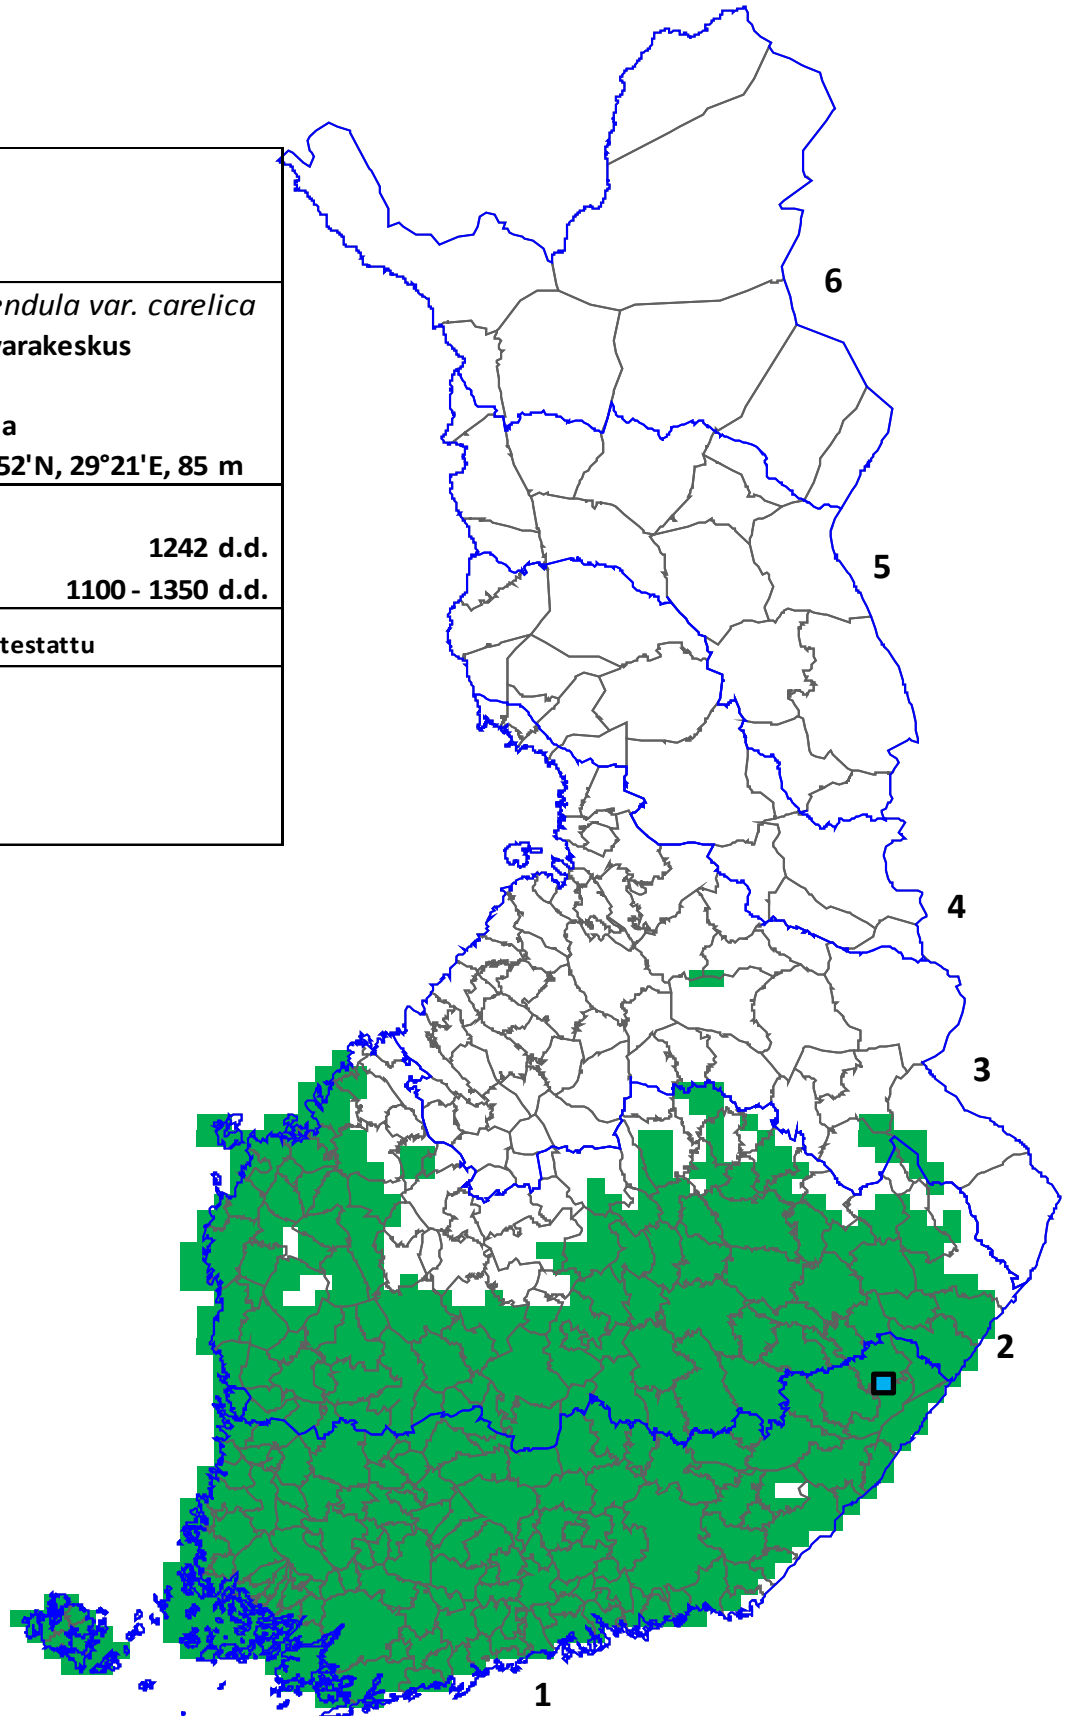 endula var. carelica
varakeskus
a
52'N, 29°21'E, 85 m
1242 d.d.
1100 - 1350 d.d.
testattu
6
5
4
3
2
1